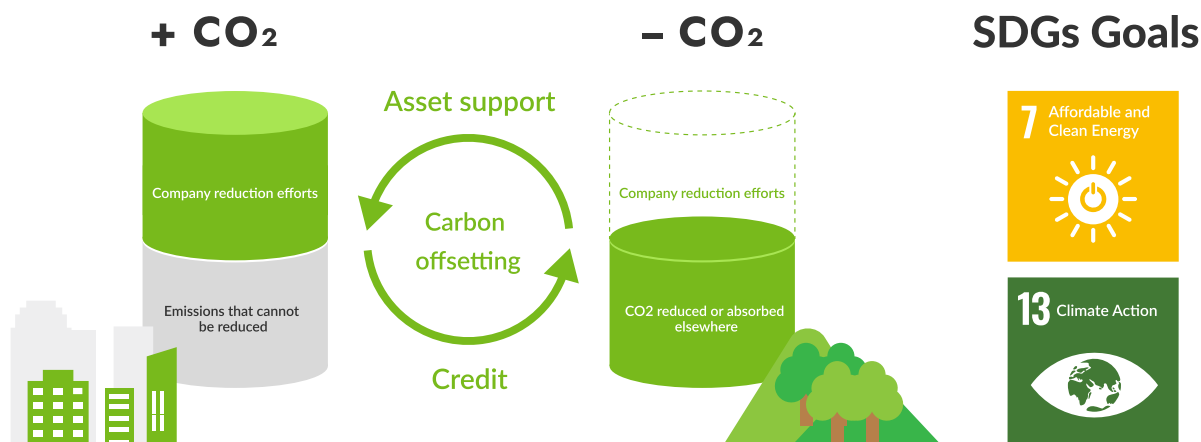 + CO₂
– CO₂
SDGs Goals
Asset support
Company reduction efforts
Emissions that cannot
be reduced
Carbon
offsetting
Credit
Company reduction efforts
CO2 reduced or absorbed
elsewhere
7 Affordable and
Clean Energy
13 Climate Action